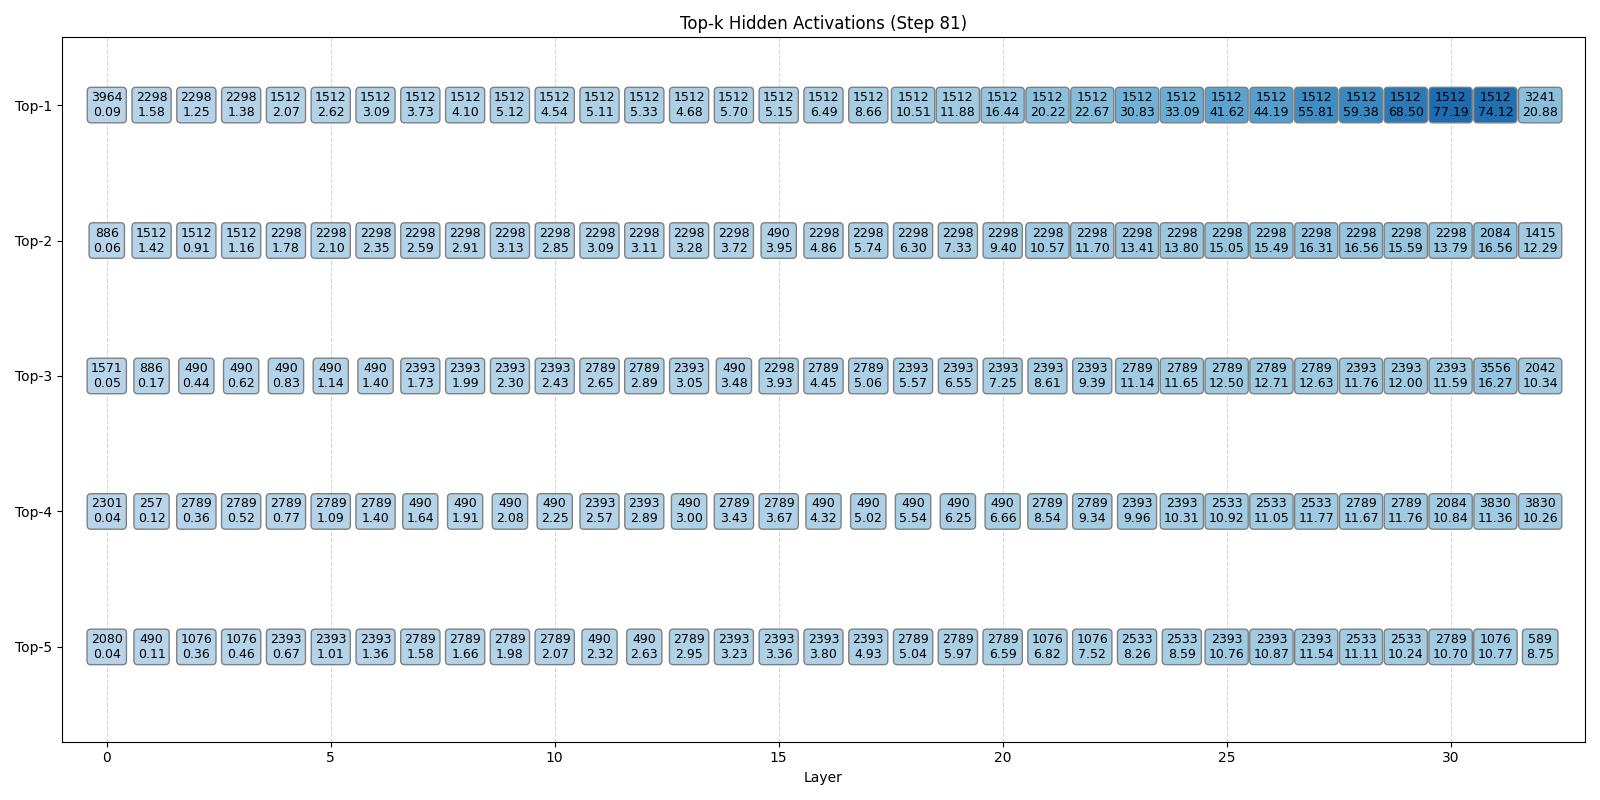 Top-k Hidden Activations (Step 81)
Top-1
3964 2298 2298 2298 1512 1512 1512 1512 1512 1512 1512 1512 1512 1512 1512 1512 1512 1512 1512 1512 1512 1512 1512 1512 1512 1512 1512 1512 1512 1512 1512 1512 3241
0.09 1.58 1.25 1.38 2.07 2.62 3.09 3.73 4.10 5.12 4.54 5.11 5.33 4.68 5.70 5.15 6.49 8.66 10.51 11.88 16.44 20.22 22.67 30.83 33.09 41.62 44.19 55.81 59.38 68.50 77.19 74.12 20.88
Top-2
886 1512 1512 1512 2298 2298 2298 2298 2298 2298 2298 2298 2298 2298 2298 490 2298 2298 2298 2298 2298 2298 2298 2298 2298 2298 2298 2298 2298 2298 2298 2084 1415
0.06 1.42 0.91 1.16 1.78 2.10 2.35 2.59 2.91 3.13 2.85 3.09 3.11 3.28 3.72 3.95 4.86 5.74 6.30 7.33 9.40 10.57 11.70 13.41 13.80 15.05 15.49 16.31 16.56 15.59 13.79 16.56 12.29
Top-3
1571 886 490 490 490 490 490 2393 2393 2393 2393 2789 2789 2393 490 2298 2789 2789 2393 2393 2393 2393 2393 2789 2789 2789 2789 2789 2393 2393 2393 3556 2042
0.05 0.17 0.44 0.62 0.83 1.14 1.40 1.73 1.99 2.30 2.43 2.65 2.89 3.05 3.48 3.93 4.45 5.06 5.57 6.55 7.25 8.61 9.39 11.14 11.65 12.50 12.71 12.63 11.76 12.00 11.59 16.27 10.34
Top-4
2301 257 2789 2789 2789 2789 2789 490 490 490 490 2393 2393 490 2789 2789 490 490 490 490 490 2789 2789 2393 2393 2533 2533 2533 2789 2789 2084 3830 3830
0.04 0.12 0.36 0.52 0.77 1.09 1.40 1.64 1.91 2.08 2.25 2.57 2.89 3.00 3.43 3.67 4.32 5.02 5.54 6.25 6.66 8.54 9.34 9.96 10.31 10.92 11.05 11.77 11.67 11.76 10.84 11.36 10.26
Top-5
2080 490 1076 1076 2393 2393 2393 2789 2789 2789 2789 490 490 2789 2393 2393 2393 2393 2789 2789 2789 1076 1076 2533 2533 2393 2393 2393 2533 2533 2789 1076 589
0.04 0.11 0.36 0.46 0.67 1.01 1.36 1.58 1.66 1.98 2.07 2.32 2.63 2.95 3.23 3.36 3.80 4.93 5.04 5.97 6.59 6.82 7.52 8.26 8.59 10.76 10.87 11.54 11.11 10.24 10.70 10.77 8.75
0 5 10 15 20 25 30
Layer